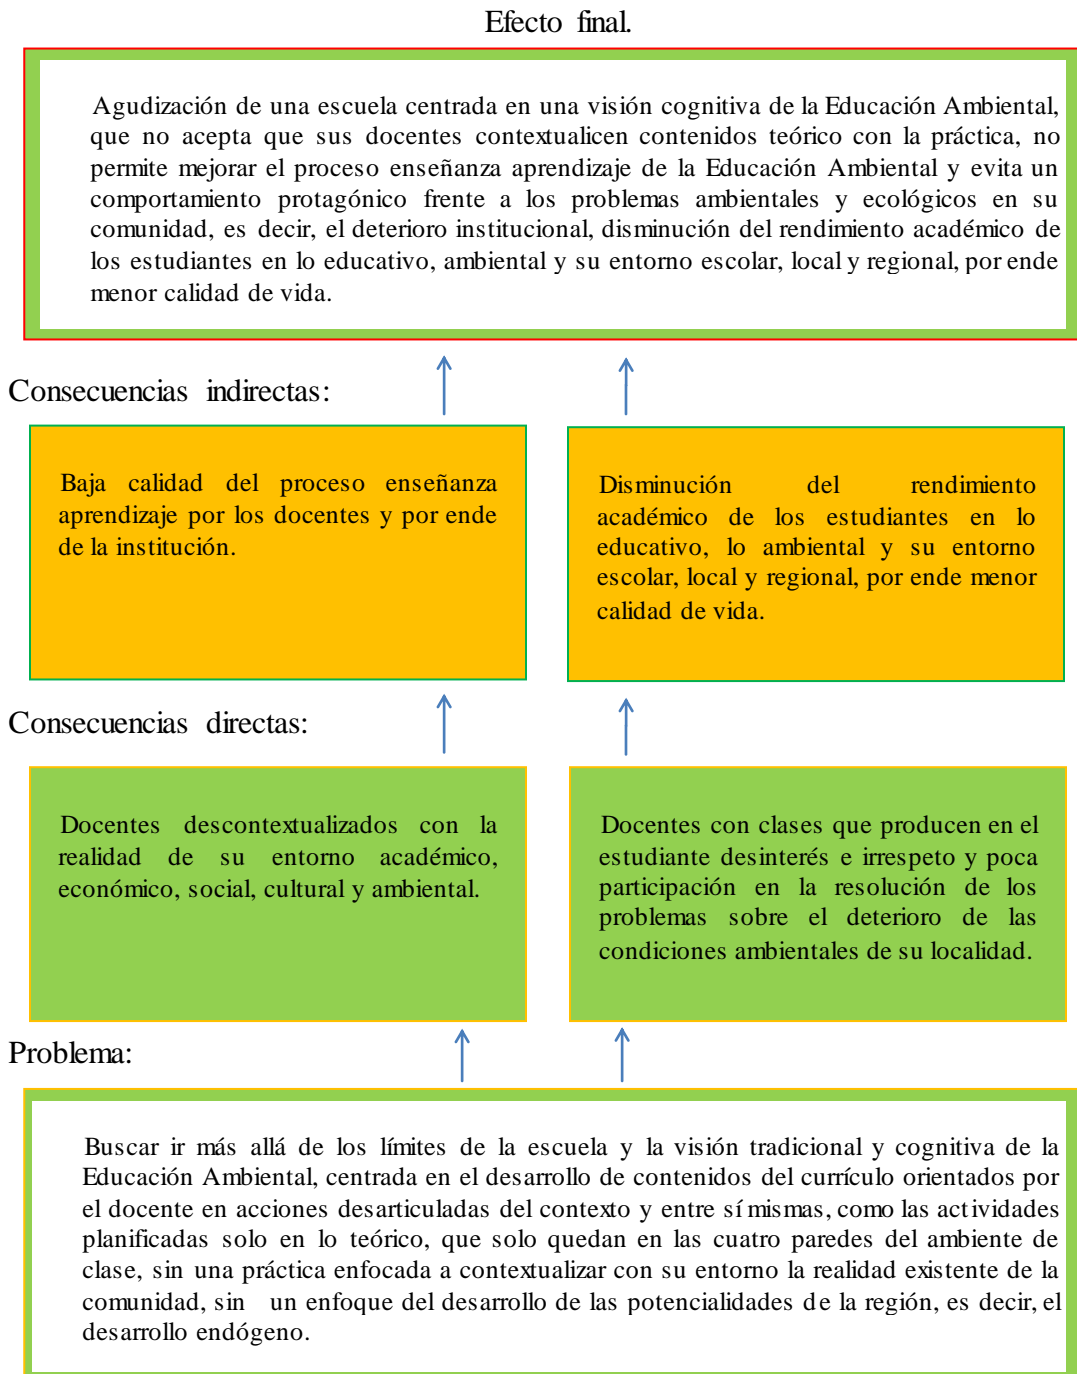 Efecto final.
Agudización de una escuela centrada en una visión cognitiva de la Educación Ambiental,
que no acepta que sus docentes contextualicen contenidos teórico con la práctica, no
permite mejorar el proceso enseñanza aprendizaje de la Educación Ambiental y evita un
comportamiento protagónico frente a los problemas ambientales y ecológicos en su
comunidad, es decir, el deterioro institucional, disminución del rendimiento académico de
los estudiantes en lo educativo, ambiental y su entorno escolar, local y regional, por ende
menor calidad de vida.
Consecuencias indirectas:
Baja calidad del proceso enseñanza
aprendizaje por los docentes y por ende
de la institución.
Disminución del rendimiento
académico de los estudiantes en lo
educativo, lo ambiental y su entorno
escolar, local y regional, por ende menor
calidad de vida.
Consecuencias directas:
Docentes descontextualizados con la
realidad de su entorno académico,
económico, social, cultural y ambiental.
Docentes con clases que producen en el
estudiante desinterés e irrespeto y poca
participación en la resolución de los
problemas sobre el deterioro de las
condiciones ambientales de su localidad.
Problema:
Buscar ir más allá de los límites de la escuela y la visión tradicional y cognitiva de la
Educación Ambiental, centrada en el desarrollo de contenidos del currículo orientados por
el docente en acciones desarticuladas del contexto y entre sí mismas, como las actividades
planificadas solo en lo teórico, que solo quedan en las cuatro paredes del ambiente de
clase, sin una práctica enfocada a contextualizar con su entorno la realidad existente de la
comunidad, sin un enfoque del desarrollo de las potencialidades de la región, es decir, el
desarrollo endógeno.